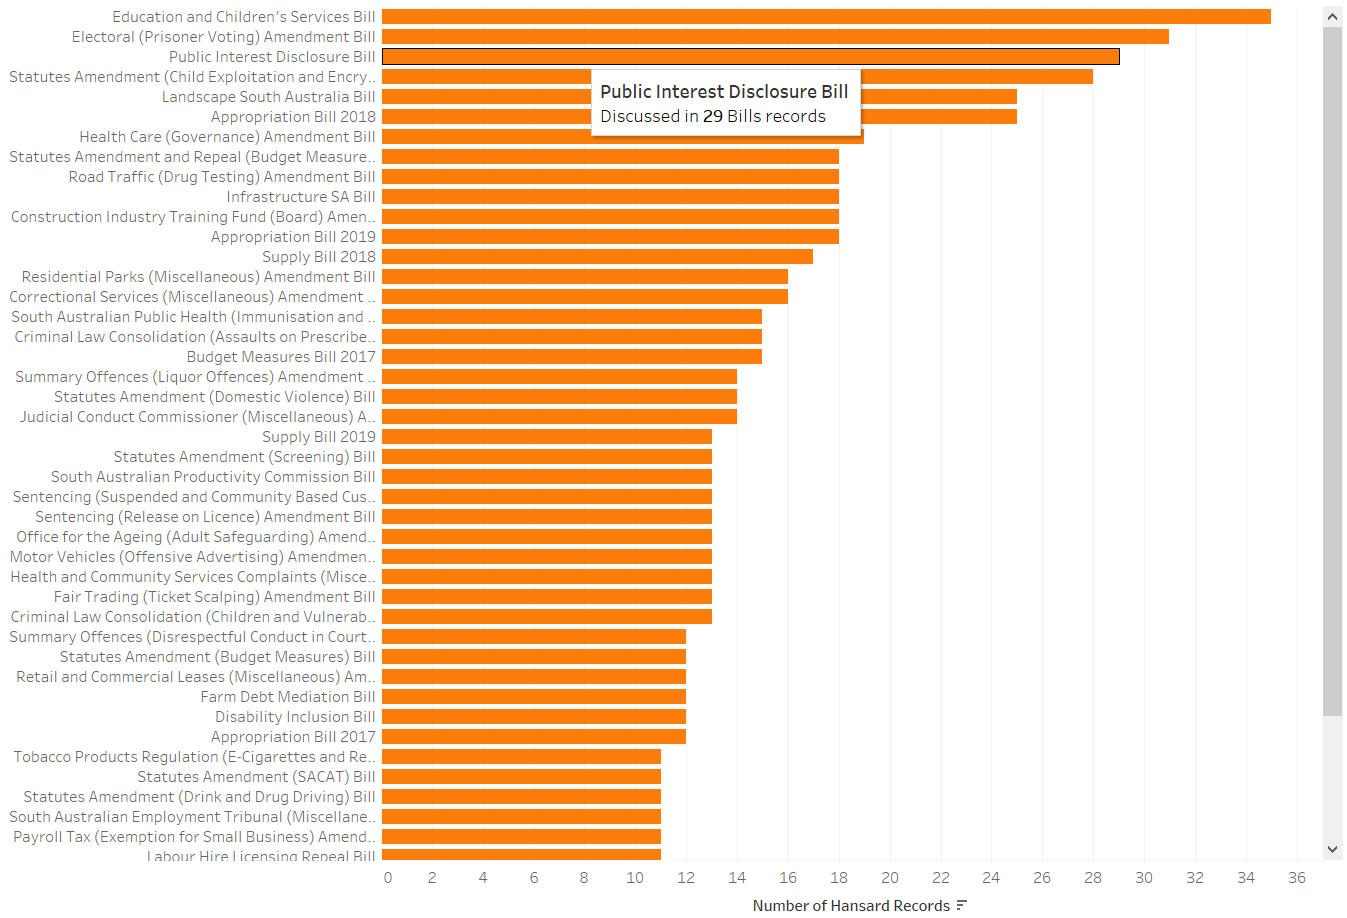 Education and Children's Services Bill
Electoral (Prisoner Voting) Amendment Bill
Public Interest Disclosure Bill
Statutes Amendment (Child Exploitation and Encry..
Landscape South Australia Bill
Appropriation Bill 2018
Health Care (Governance) Amendment Bill
Statutes Amendment and Repeal (Budget Measure..
Road Traffic (Drug Testing) Amendment Bill
Infrastructure SA Bill
Construction Industry Training Fund (Board) Amen..
Appropriation Bill 2019
Supply Bill 2018
Residential Parks (Miscellaneous) Amendment Bill
Correctional Services (Miscellaneous) Amendment ..
South Australian Public Health (Immunisation and ..
Criminal Law Consolidation (Assaults on Prescribe..
Budget Measures Bill 2017
Summary Offences (Liquor Offences) Amendment ..
Statutes Amendment (Domestic Violence) Bill
Judicial Conduct Commissioner (Miscellaneous) A..
Supply Bill 2019
Statutes Amendment (Screening) Bill
South Australian Productivity Commission Bill
Sentencing (Suspended and Community Based Cus..
Sentencing (Release on Licence) Amendment Bill
Office for the Ageing (Adult Safeguarding) Amend..
Motor Vehicles (Offensive Advertising) Amendmen..
Health and Community Services Complaints (Misce..
Fair Trading (Ticket Scalping) Amendment Bill
Criminal Law Consolidation (Children and Vulnerab..
Summary Offences (Disrespectful Conduct in Court..
Statutes Amendment (Budget Measures) Bill
Retail and Commercial Leases (Miscellaneous) Am..
Farm Debt Mediation Bill
Disability Inclusion Bill
Appropriation Bill 2017
Tobacco Products Regulation (E-Cigarettes and Re..
Statutes Amendment (SACAT) Bill
Statutes Amendment (Drink and Drug Driving) Bill
South Australian Employment Tribunal (Miscellane..
Payroll Tax (Exemption for Small Business) Amend..
Labour Hire Licensing Repeal Bill
Public Interest Disclosure Bill
Discussed in 29 Bills records
0 2 4 6 8 10 12 14 16 18 20 22 24 26 28 30 32 34 36
Number of Hansard Records